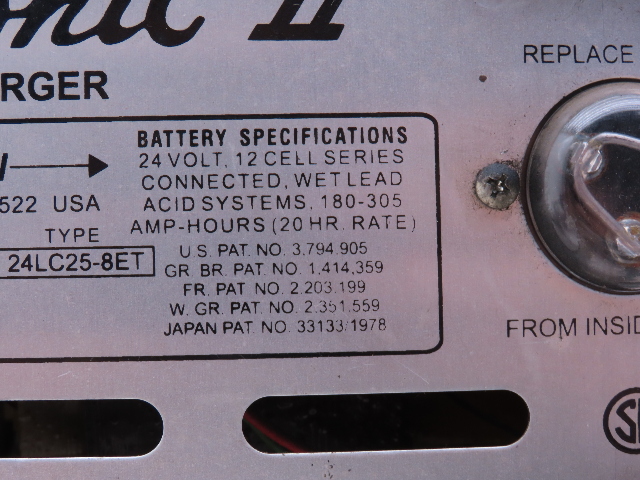 II
RGER
REPLACE
BATTERY SPECIFICATIONS
24 VOLT, 12 CELL SERIES
CONNECTED, WET LEAD
ACID SYSTEMS, 180-305
AMP-HOURS (20 HR. RATE)
522 USA
TYPE
24LC25-8ET
U.S. PAT. NO. 3,794,905
GR. BR. PAT. NO. 1,414,359
FR. PAT NO. 2,203,199
W. GR. PAT. NO. 2,351,559
JAPAN PAT. NO. 33133/1978
FROM INSID